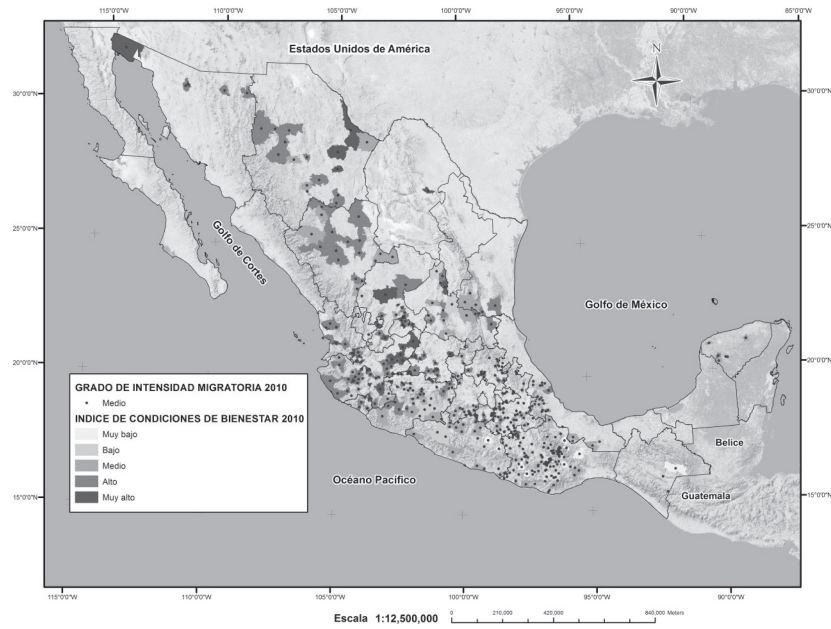 115°0'0"W 110°0'0"W 105°0'0"W 100°0'0"W 95°0'0"W 90°0'0"W 85°0'0"W
Estados Unidos de América
N
30°0'0"N 30°0'0"N
25°0'0"N 25°0'0"N
Golfo de Cortes
Golfo de México
20°0'0"N 20°0'0"N
GRADO DE INTENSIDAD MIGRATORIA 2010
Medio
INDICE DE CONDICIONES DE BIENESTAR 2010
Muy bajo
Bajo
Medio
Alto
Muy alto
Belice
Océano Pacífico
Guatemala
15°0'0"N 15°0'0"N
115°0'0"W 110°0'0"W 105°0'0"W 100°0'0"W 95°0'0"W 90°0'0"W
Escala 1:12,500,000
0 210,000 420,000 840,000 Meters